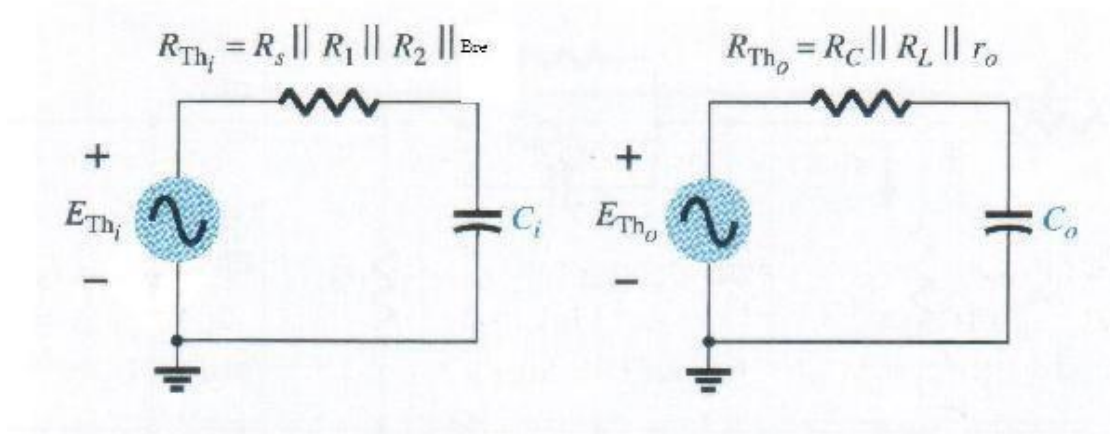 R_Th_i = R_s || R_1 || R_2 ||
R_Th_o = R_C || R_L || r_o
+
E_Th_i
−
C_i
+
E_Th_o
−
C_o